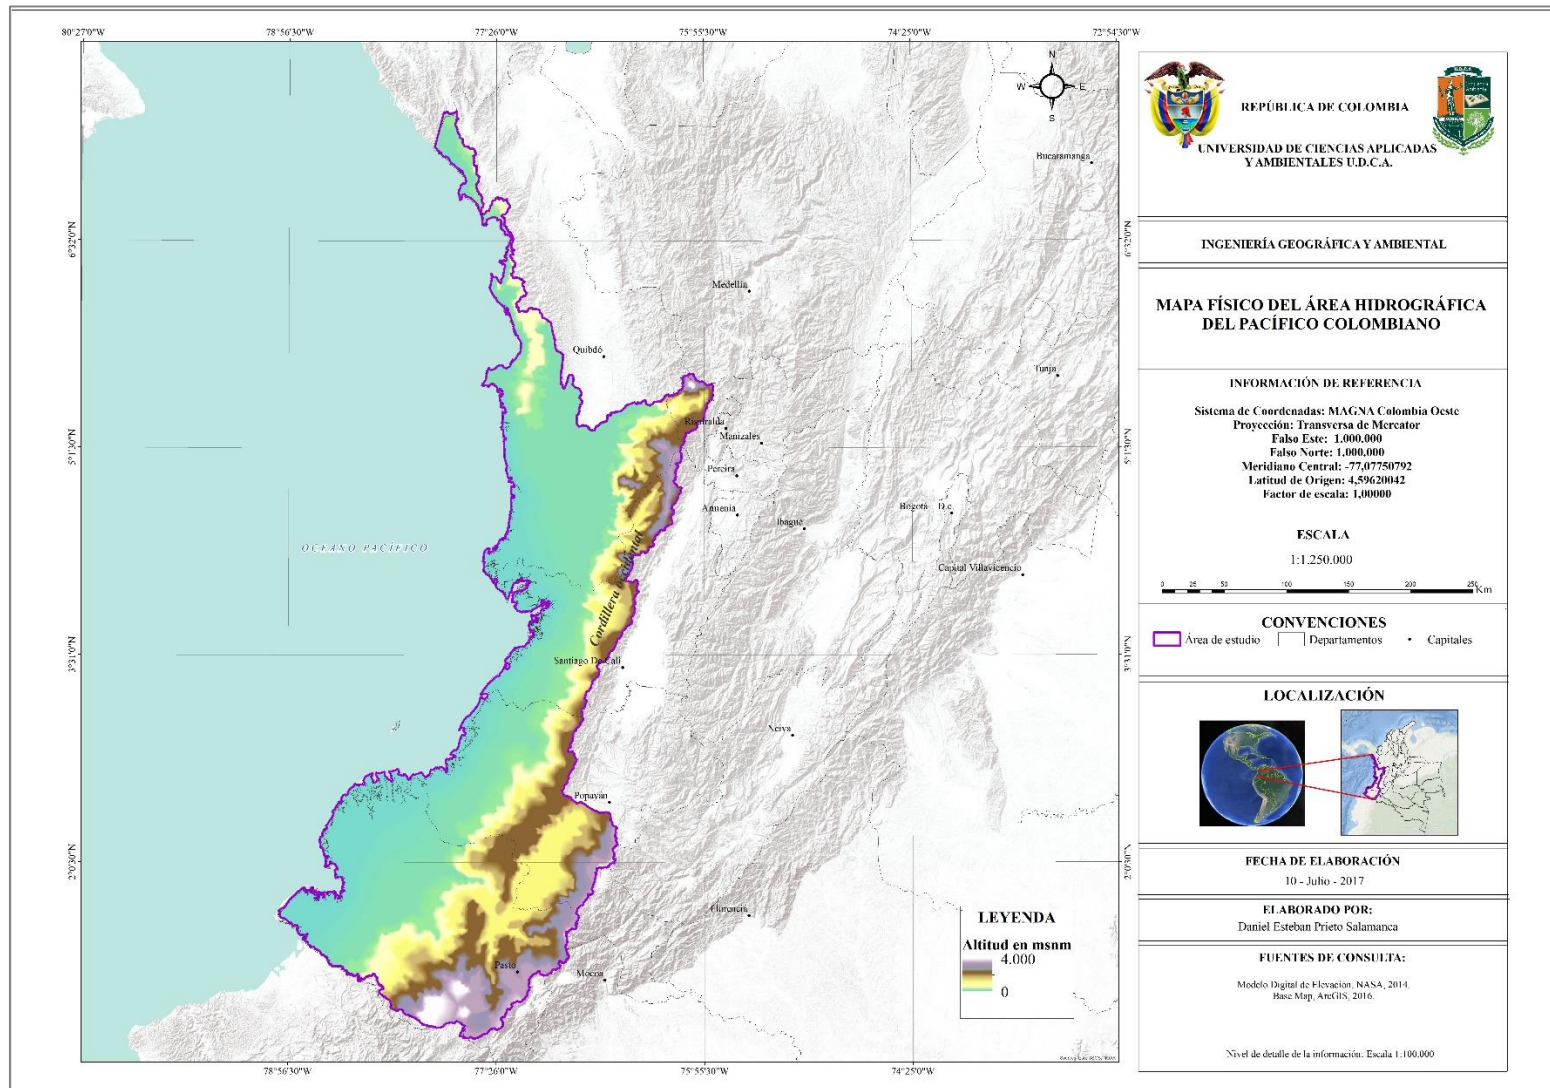 80°27'0"W 78°56'30"W 77°26'0"W 75°55'30"W 74°25'0"W 72°54'30"W
N
W E
S
Bucaramanga
6°32'0"N 6°32'0"N
Medellín
Quibdó
Tunja
Risaralda
Manizales
5°1'30"N 5°1'30"N
Pereira
Armenia
Ibagué
Bogotá D.c.
OCEANO PACÍFICO
Capital Villavicencio
Cordillera occidental
3°31'0"N 3°31'0"N
Santiago De Cali
Neiva
Popayán
2°0'30"N 2°0'30"N
Florencia
Pasto
Mocoa
LEYENDA
Altitud en msnm
4.000
0
78°56'30"W 77°26'0"W 75°55'30"W 74°25'0"W
REPÚBLICA DE COLOMBIA
UNIVERSIDAD DE CIENCIAS APLICADAS
Y AMBIENTALES U.D.C.A.
INGENIERÍA GEOGRÁFICA Y AMBIENTAL
MAPA FÍSICO DEL ÁREA HIDROGRÁFICA
DEL PACÍFICO COLOMBIANO
INFORMACIÓN DE REFERENCIA
Sistema de Coordenadas: MAGNA Colombia Oeste
Proyección: Transversa de Mercator
Falso Este: 1.000.000
Falso Norte: 1.000.000
Meridiano Central: -77,07750792
Latitud de Origen: 4,59620042
Factor de escala: 1,00000
ESCALA
1:1.250.000
0 25 50 100 150 200 250
Km
CONVENCIONES
Área de estudio Departamentos Capitales
LOCALIZACIÓN
FECHA DE ELABORACIÓN
10 - Julio - 2017
ELABORADO POR:
Daniel Esteban Prieto Salamanca
FUENTES DE CONSULTA:
Modelo Digital de Elevación, NASA, 2014.
Base Map, ArcGIS, 2016.
Nivel de detalle de la información. Escala 1:100.000